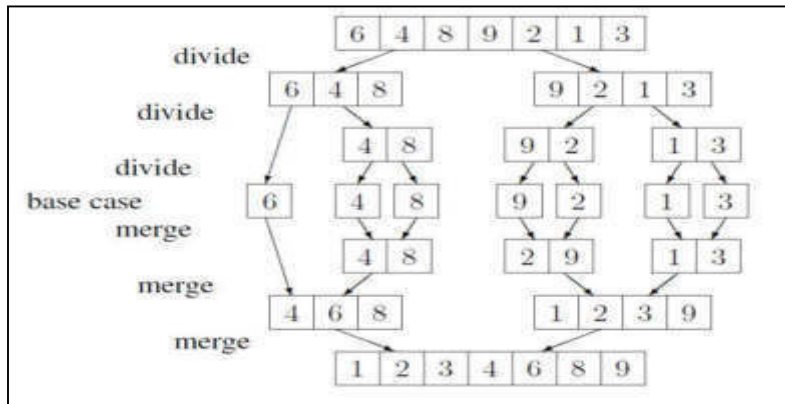 6 4 8 9 2 1 3
divide
6 4 8 9 2 1 3
divide
4 8 9 2 1 3
divide
base case 6 4 8 9 2 1 3
merge
4 8 2 9 1 3
merge
4 6 8 1 2 3 9
merge
1 2 3 4 6 8 9